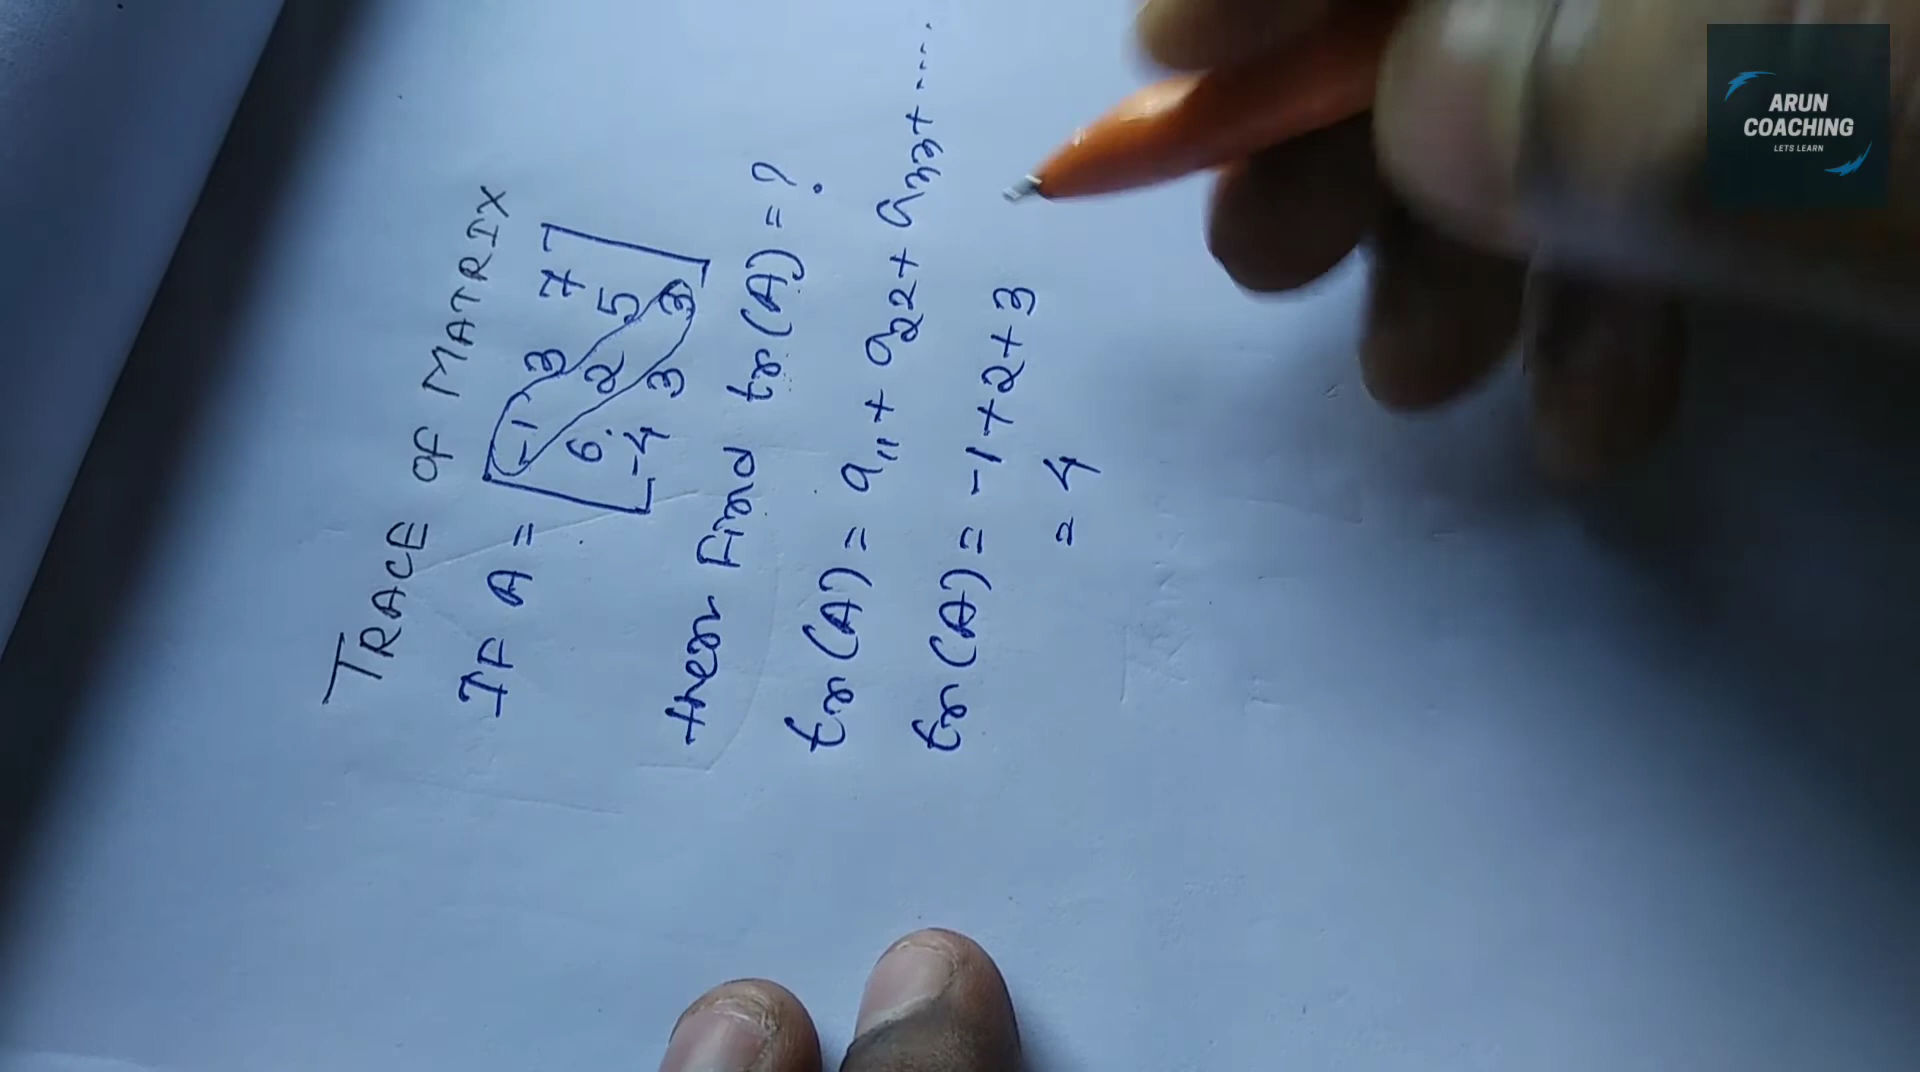 TRACE OF MATRIX
IF A = [ -1 3 7
6 2 5
-4 3 3 ]
then Find tr(A) = ?
tr(A) = a11 + a22 + a33 + ....
tr(A) = -1+2+3
= 4
ARUN
COACHING
LETS LEARN